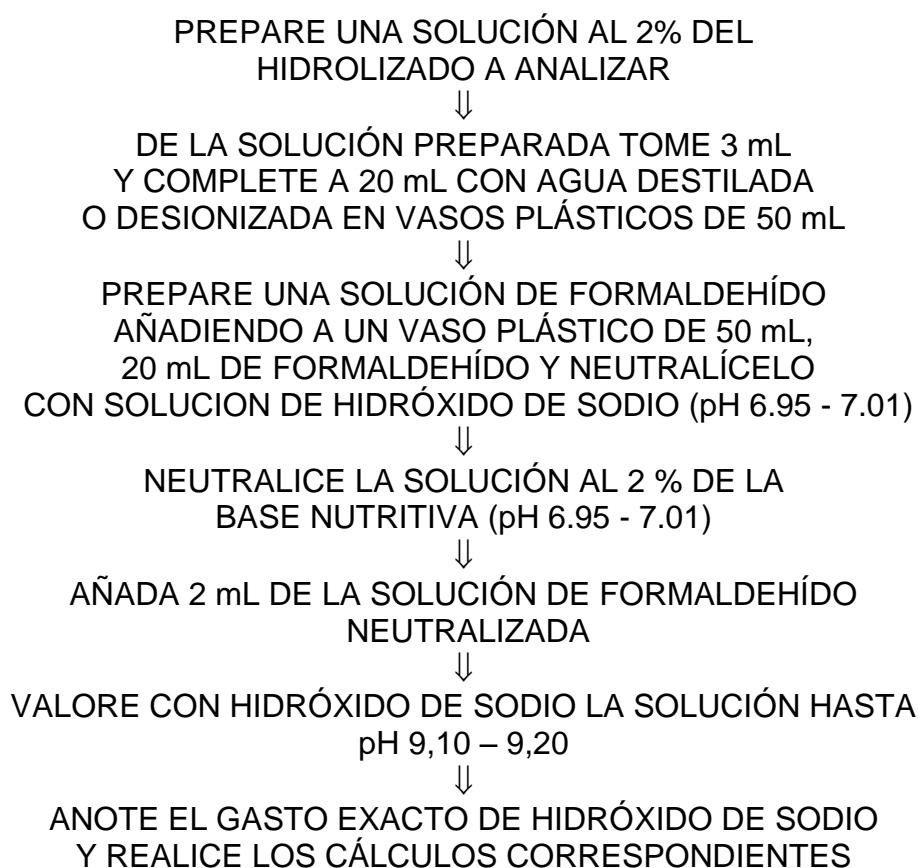 PREPARE UNA SOLUCIÓN AL 2% DEL
HIDROLIZADO A ANALIZAR
⇓
DE LA SOLUCIÓN PREPARADA TOME 3 mL
Y COMPLETE A 20 mL CON AGUA DESTILADA
O DESIONIZADA EN VASOS PLÁSTICOS DE 50 mL
⇓
PREPARE UNA SOLUCIÓN DE FORMALDEHÍDO
AÑADIENDO A UN VASO PLÁSTICO DE 50 mL,
20 mL DE FORMALDEHÍDO Y NEUTRALÍCELO
CON SOLUCION DE HIDRÓXIDO DE SODIO (pH 6.95 - 7.01)
⇓
NEUTRALICE LA SOLUCIÓN AL 2 % DE LA
BASE NUTRITIVA (pH 6.95 - 7.01)
⇓
AÑADA 2 mL DE LA SOLUCIÓN DE FORMALDEHÍDO
NEUTRALIZADA
⇓
VALORE CON HIDRÓXIDO DE SODIO LA SOLUCIÓN HASTA
pH 9,10 – 9,20
⇓
ANOTE EL GASTO EXACTO DE HIDRÓXIDO DE SODIO
Y REALICE LOS CÁLCULOS CORRESPONDIENTES